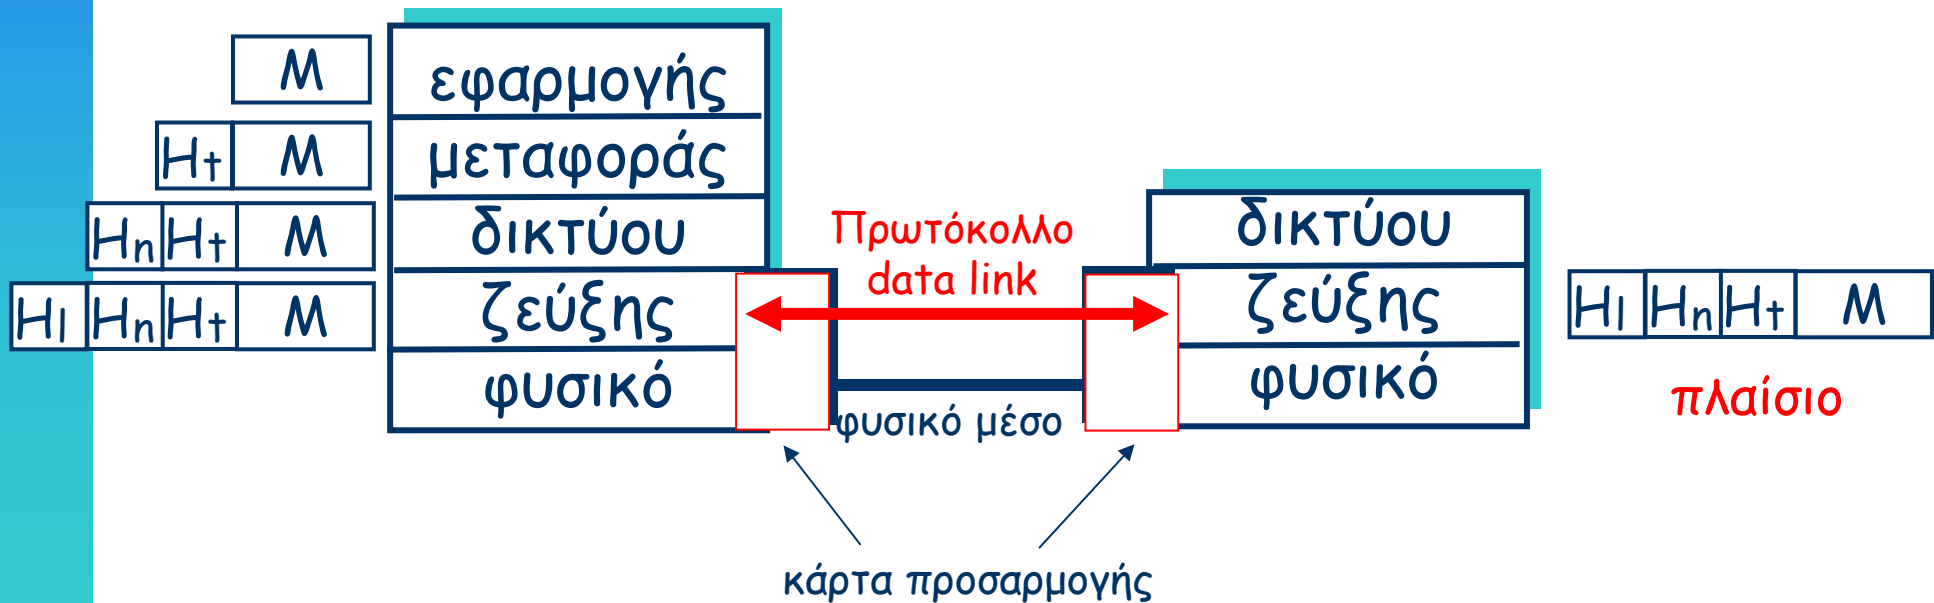 M
εφαρμογής
Ht M
μεταφοράς
Hn Ht M
δικτύου
Hl Hn Ht M
ζεύξης
φυσικό
Πρωτόκολλο
data link
φυσικό μέσο
δικτύου
ζεύξης
φυσικό
Hl Hn Ht M
πλαίσιο
κάρτα προσαρμογής